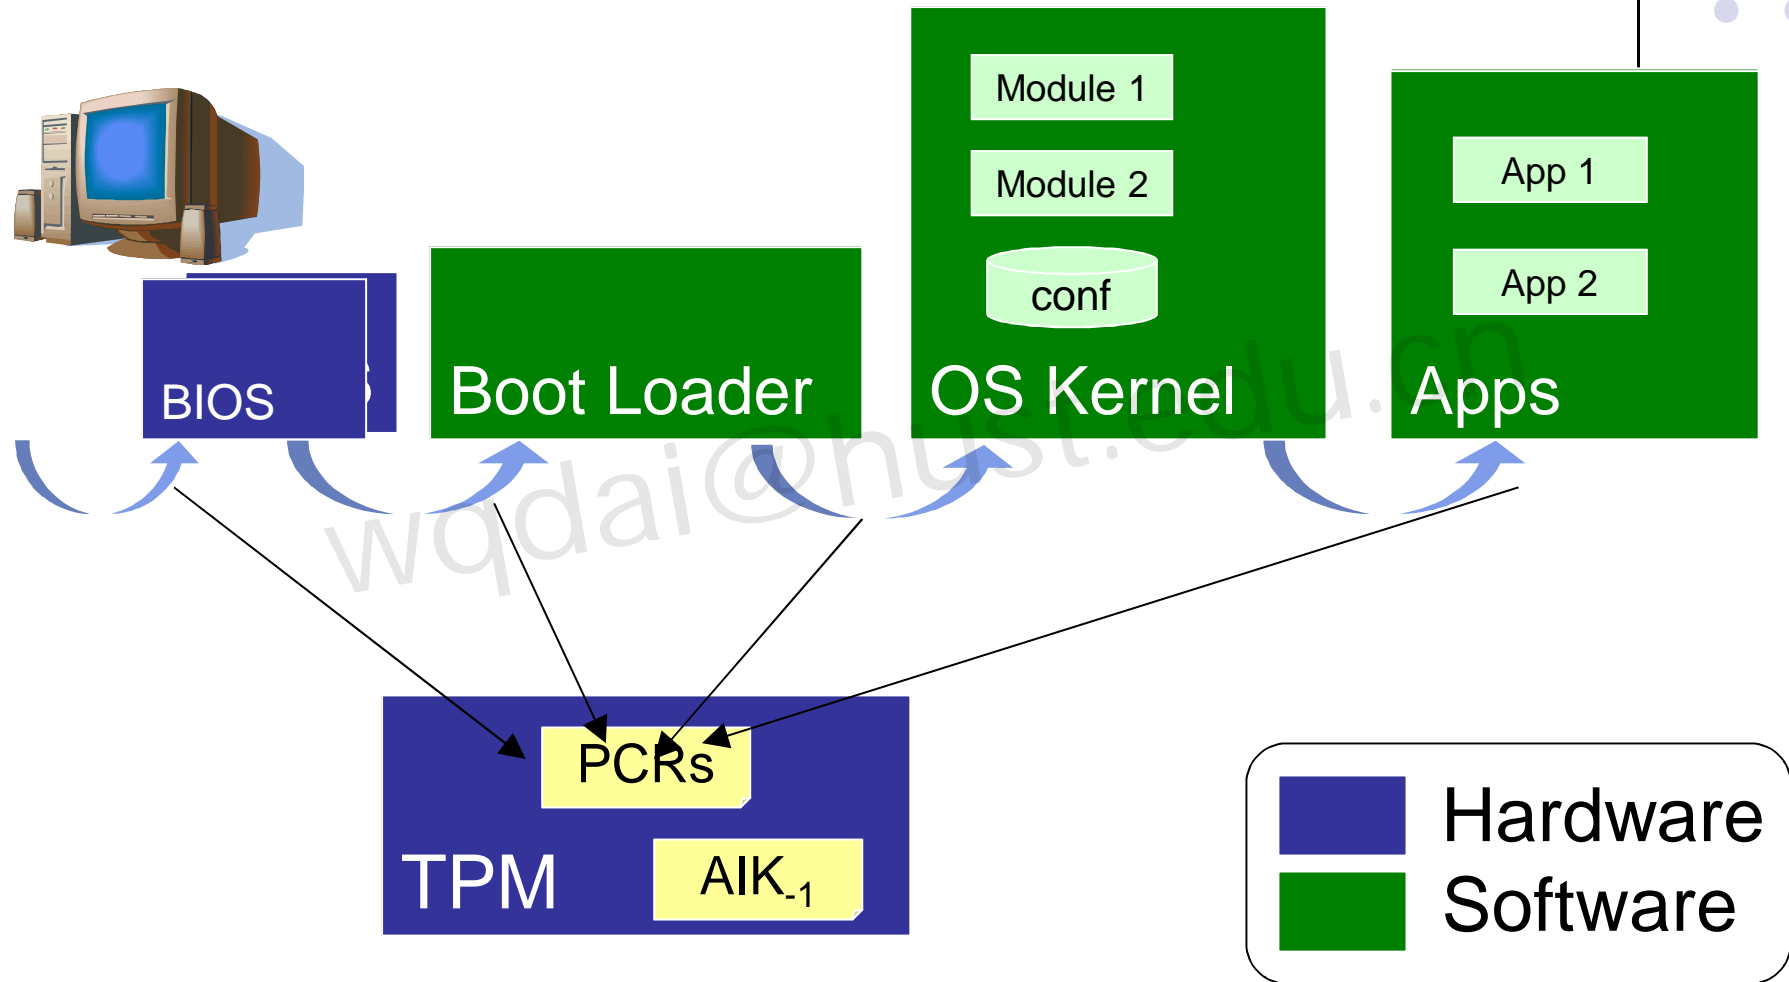 Module 1
Module 2
conf
App 1
App 2
BIOS
S
Boot Loader
OS Kernel
Apps
wqdai@hust.edu.cn
PCRs
TPM
AIK-1
Hardware
Software